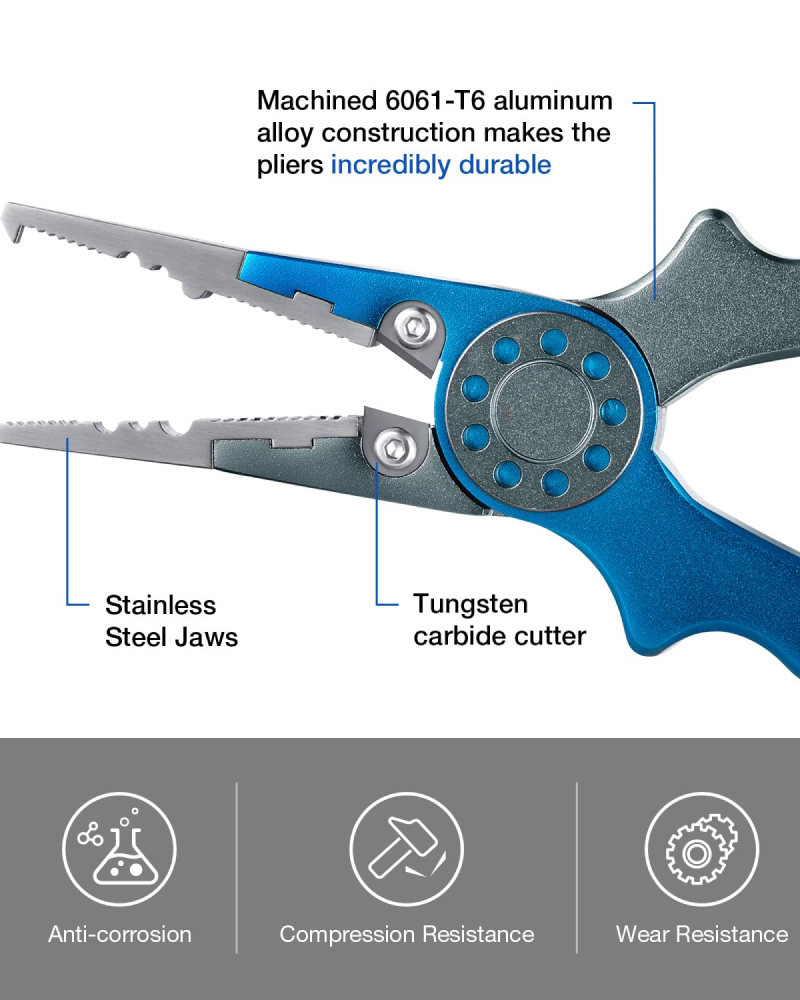 Machined 6061-T6 aluminum
alloy construction makes the
pliers incredibly durable
Stainless
Steel Jaws
Tungsten
carbide cutter
Anti-corrosion
Compression Resistance
Wear Resistance